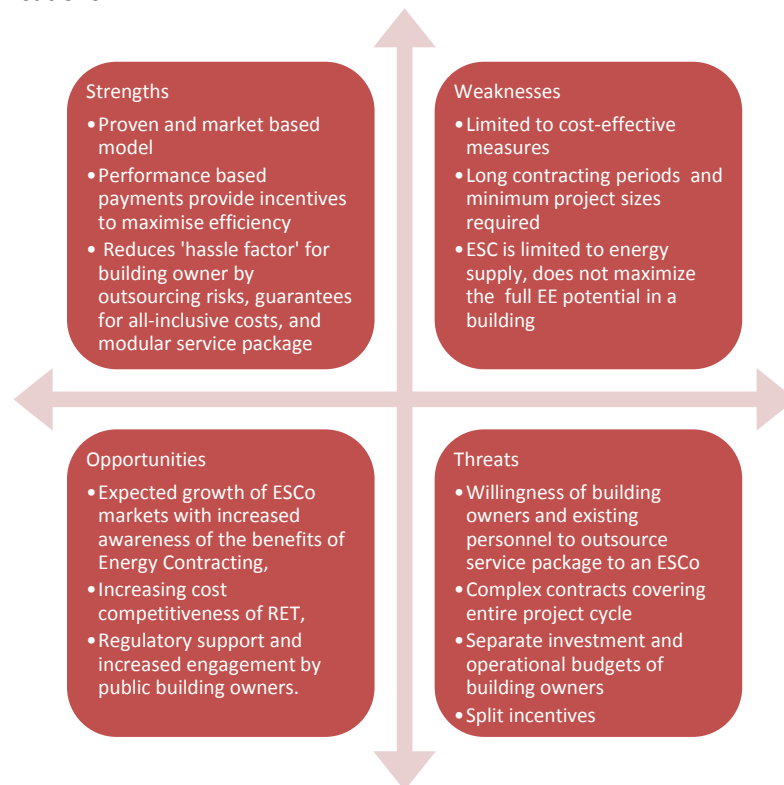 Strengths
•Proven and market based
model
•Performance based
payments provide incentives
to maximise efficiency
• Reduces 'hassle factor' for
building owner by
outsourcing risks, guarantees
for all-inclusive costs, and
modular service package
Weaknesses
•Limited to cost-effective
measures
•Long contracting periods and
minimum project sizes
required
•ESC is limited to energy
supply, does not maximize
the full EE potential in a
building
Opportunities
•Expected growth of ESCo
markets with increased
awareness of the benefits of
Energy Contracting,
•Increasing cost
competitiveness of RET,
•Regulatory support and
increased engagement by
public building owners.
Threats
•Willingness of building
owners and existing
personnel to outsource
service package to an ESCo
•Complex contracts covering
entire project cycle
•Separate investment and
operational budgets of
building owners
•Split incentives